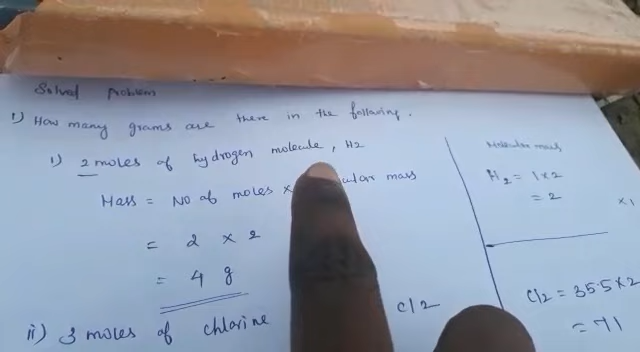 Solved Problem
1) How many grams are there in the following.
i) 2 moles of hydrogen molecule, H2
Mass = No of moles x mass
= 2 x 2
= 4 g
ii) 3 moles of chlorine Cl2
Molecular mass
H2 = 1 x 2
= 2
x 1
Cl2 = 35.5 x 2
= 71